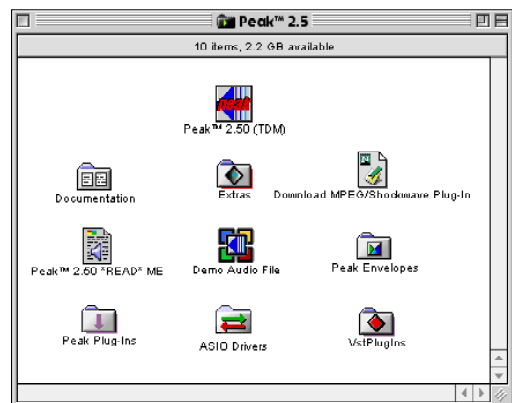 Peak™ 2.5
10 items, 2.2 GB available
peak
Peak™ 2.50 (TDM)
Documentation
Extras
Download MPEG/Shockwave Plug-In
Peak™ 2.50 *READ* ME
Demo Audio File
Peak Envelopes
Peak Plug-Ins
ASIO Drivers
VstPlugIns